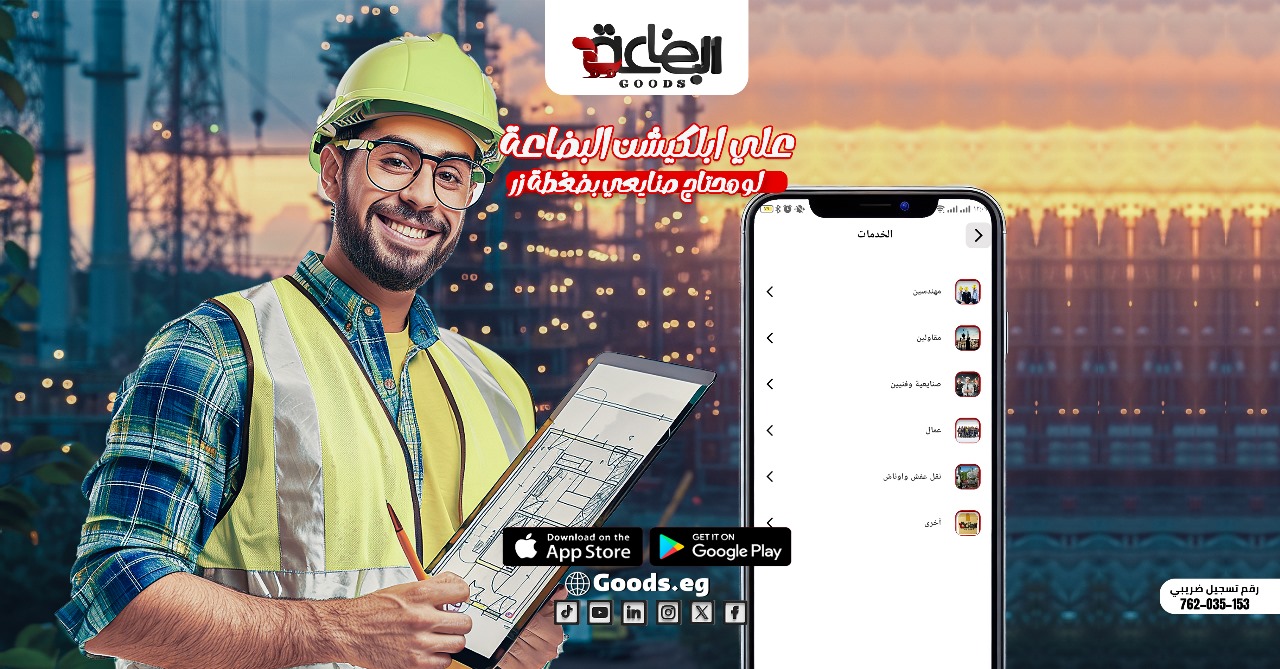 البضاعة
GOODS
علي ابلكيشن البضاعة
لو محتاج صنايعي بضغطة زر
الخدمات
مهندسين
مقاولين
صنايعية وفنيين
عمال
نقل عفش واوناش
أخرى
البضاعة
Download on the
App Store
GET IT ON
Google Play
Goods.eg
رقم تسجيل ضريبي
762-035-153